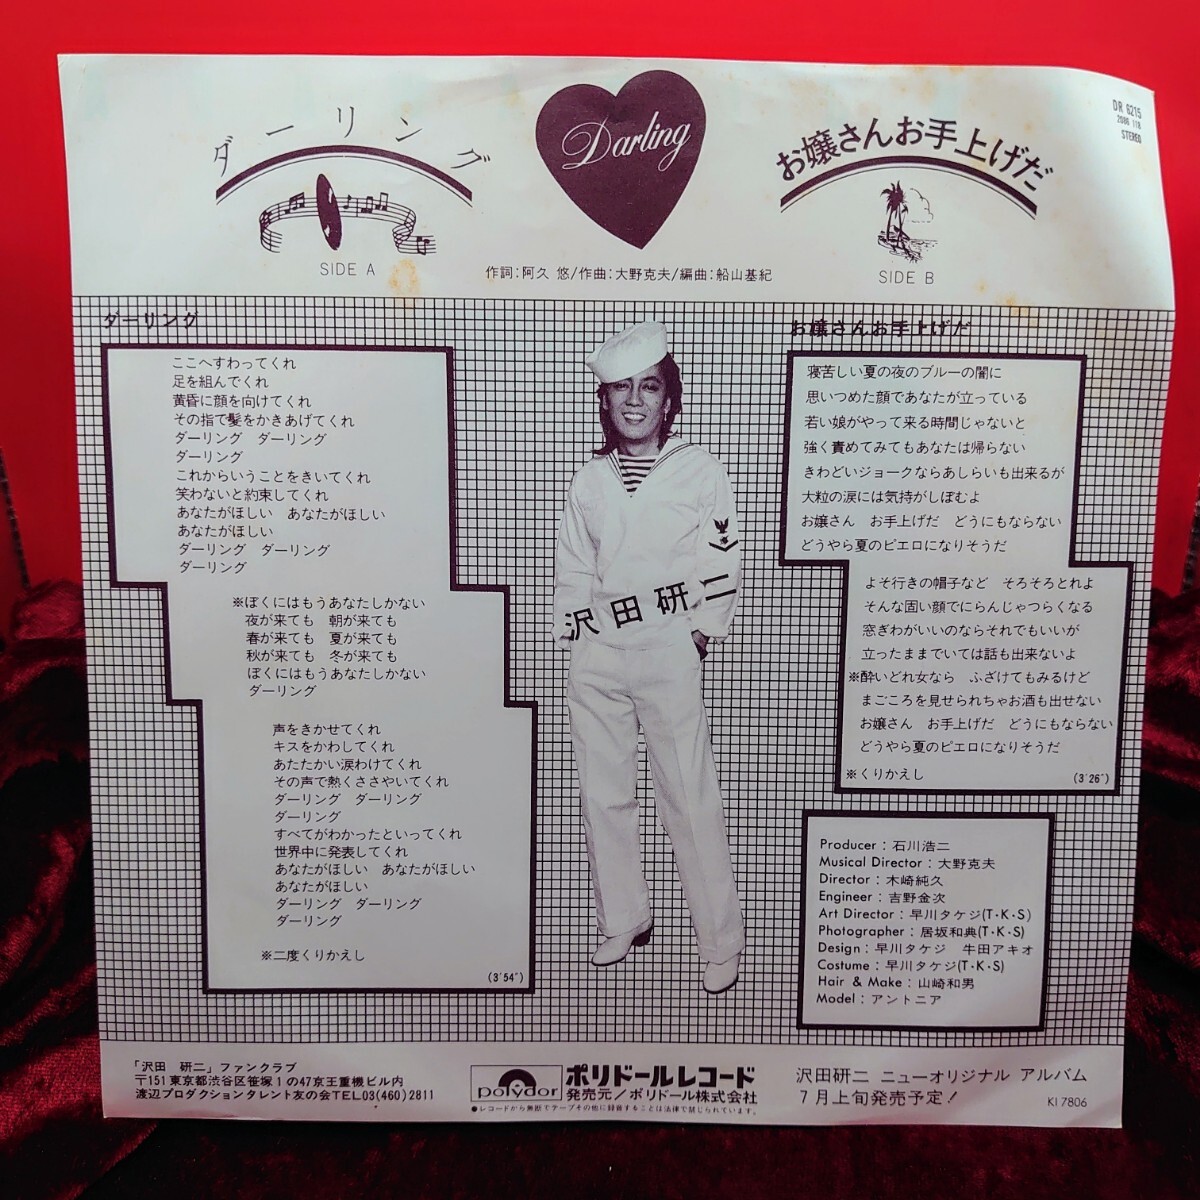 ダーリング
SIDE A
Darling
お嬢さんお手上げだ
SIDE B
DR 6215
2086 118
STEREO
作詞:阿久 悠/作曲:大野克夫/編曲:船山基紀
ダーリング
ここへすわってくれ
足を組んでくれ
黄昏に顔を向けてくれ
その指で髪をかきあげてくれ
ダーリング ダーリング
ダーリング
これからいうことをきいてくれ
笑わないと約束してくれ
あなたがほしい あなたがほしい
あなたがほしい
ダーリング ダーリング
ダーリング
※ぼくにはもうあなたしかない
夜が来ても 朝が来ても
春が来ても 夏が来ても
秋が来ても 冬が来ても
ぼくにはもうあなたしかない
ダーリング
声をきかせてくれ
キスをかわしてくれ
あたたかい涙わけてくれ
その声で熱くささやいてくれ
ダーリング ダーリング
ダーリング
すべてがわかったといってくれ
世界中に発表してくれ
あなたがほしい あなたがほしい
あなたがほしい
ダーリング ダーリング
ダーリング
※二度くりかえし
(3′54″)
沢田研二
お嬢さんお手上げだ
寝苦しい夏の夜のブルーの闇に
思いつめた顔であなたが立っている
若い娘がやって来る時間じゃないと
強く責めてみてもあなたは帰らない
きわどいジョークならあしらいも出来るが
大粒の涙には気持がしぼむよ
お嬢さん お手上げだ どうにもならない
どうやら夏のピエロになりそうだ
よそ行きの帽子など そろそろとれよ
そんな固い顔でにらんじゃつらくなる
窓ぎわがいいのならそれでもいいが
立ったままでいては話も出来ないよ
※酔いどれ女なら ふざけてもみるけど
まごころを見せられちゃお酒も出せない
お嬢さん お手上げだ どうにもならない
どうやら夏のピエロになりそうだ
※くりかえし
(3′26″)
Producer:石川浩二
Musical Director:大野克夫
Director:木崎純久
Engineer:吉野金次
Art Director:早川タケジ(T・K・S)
Photographer:居坂和典(T・K・S)
Design:早川タケジ 牛田アキオ
Costume:早川タケジ(T・K・S)
Hair & Make:山崎和男
Model:アントニア
「沢田 研二」ファンクラブ
〒151 東京都渋谷区笹塚1の47京王重機ビル内
渡辺プロダクションタレント友の会TEL03(460)2811
polydor
ポリドールレコード
発売元/ポリドール株式会社
●レコードから無断でテープその他に録音することは法律で禁じられています。
沢田研二 ニューオリジナル アルバム
7月上旬発売予定!
KI 7806